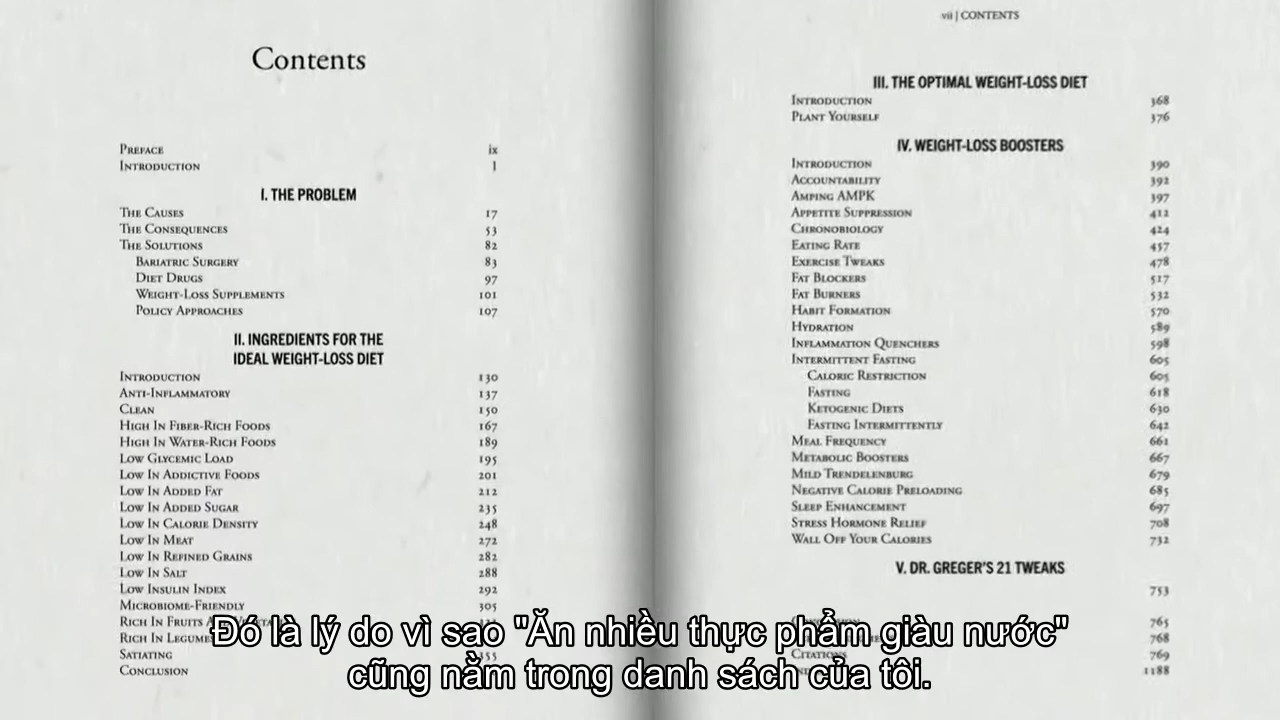 Contents
PREFACE ix
INTRODUCTION 1
I. THE PROBLEM
THE CAUSES 17
THE CONSEQUENCES 53
THE SOLUTIONS 82
BARIATRIC SURGERY 83
DIET DRUGS 97
WEIGHT-LOSS SUPPLEMENTS 101
POLICY APPROACHES 107
II. INGREDIENTS FOR THE
IDEAL WEIGHT-LOSS DIET
INTRODUCTION 130
ANTI-INFLAMMATORY 137
CLEAN 150
HIGH IN FIBER-RICH FOODS 167
HIGH IN WATER-RICH FOODS 189
LOW GLYCEMIC LOAD 195
LOW IN ADDICTIVE FOODS 201
LOW IN ADDED FAT 212
LOW IN ADDED SUGAR 235
LOW IN CALORIE DENSITY 248
LOW IN MEAT 272
LOW IN REFINED GRAINS 282
LOW IN SALT 288
LOW INSULIN INDEX 292
MICROBIOME-FRIENDLY 305
RICH IN FRUITS
RICH IN
SATIATING 355
CONCLUSION
vii | CONTENTS
III. THE OPTIMAL WEIGHT-LOSS DIET
INTRODUCTION 368
PLANT YOURSELF 376
IV. WEIGHT-LOSS BOOSTERS
INTRODUCTION 390
ACCOUNTABILITY 392
AMPING AMPK 397
APPETITE SUPPRESSION 412
CHRONOBIOLOGY 424
EATING RATE 457
EXERCISE TWEAKS 478
FAT BLOCKERS 517
FAT BURNERS 532
HABIT FORMATION 570
HYDRATION 589
INFLAMMATION QUENCHERS 598
INTERMITTENT FASTING 605
CALORIC RESTRICTION 605
FASTING 618
KETOGENIC DIETS 630
FASTING INTERMITTENTLY 642
MEAL FREQUENCY 661
METABOLIC BOOSTERS 667
MILD TRENDELENBURG 679
NEGATIVE CALORIE PRELOADING 685
SLEEP ENHANCEMENT 697
STRESS HORMONE RELIEF 708
WALL OFF YOUR CALORIES 732
V. DR. GREGER'S 21 TWEAKS
753
765
768
CITATIONS 769
1188
Đó là lý do vì sao "Ăn nhiều thực phẩm giàu nước"
cũng nằm trong danh sách của tôi.